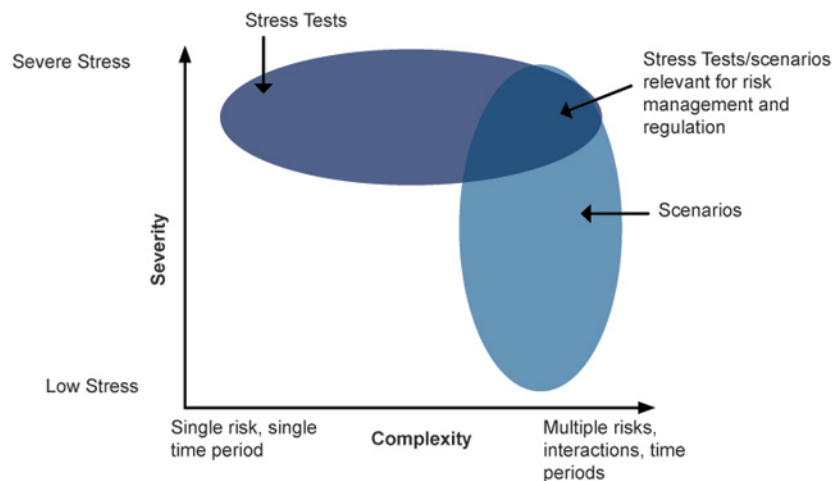 Stress Tests
Severe Stress
Stress Tests/scenarios
relevant for risk
management and
regulation
Scenarios
Severity
Low Stress
Single risk, single
time period
Complexity
Multiple risks,
interactions, time
periods